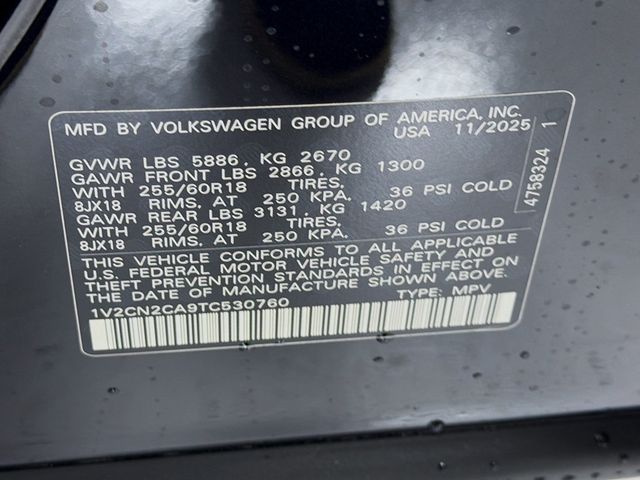 MFD BY VOLKSWAGEN GROUP OF AMERICA, INC.
USA 11/2025
GVWR LBS 5886. KG 2670
GAWR FRONT LBS 2866. KG 1300
WITH 255/60R18 TIRES.
8JX18 RIMS, AT 250 KPA. 36 PSI COLD
GAWR REAR LBS 3131. KG 1420
WITH 255/60R18 TIRES.
8JX18 RIMS, AT 250 KPA. 36 PSI COLD
THIS VEHICLE CONFORMS TO ALL APPLICABLE
U.S. FEDERAL MOTOR VEHICLE SAFETY AND
THEFT PREVENTION STANDARDS IN EFFECT ON
THE DATE OF MANUFACTURE SHOWN ABOVE.
1V2CN2CA9TC530760 TYPE: MPV
4758324 1